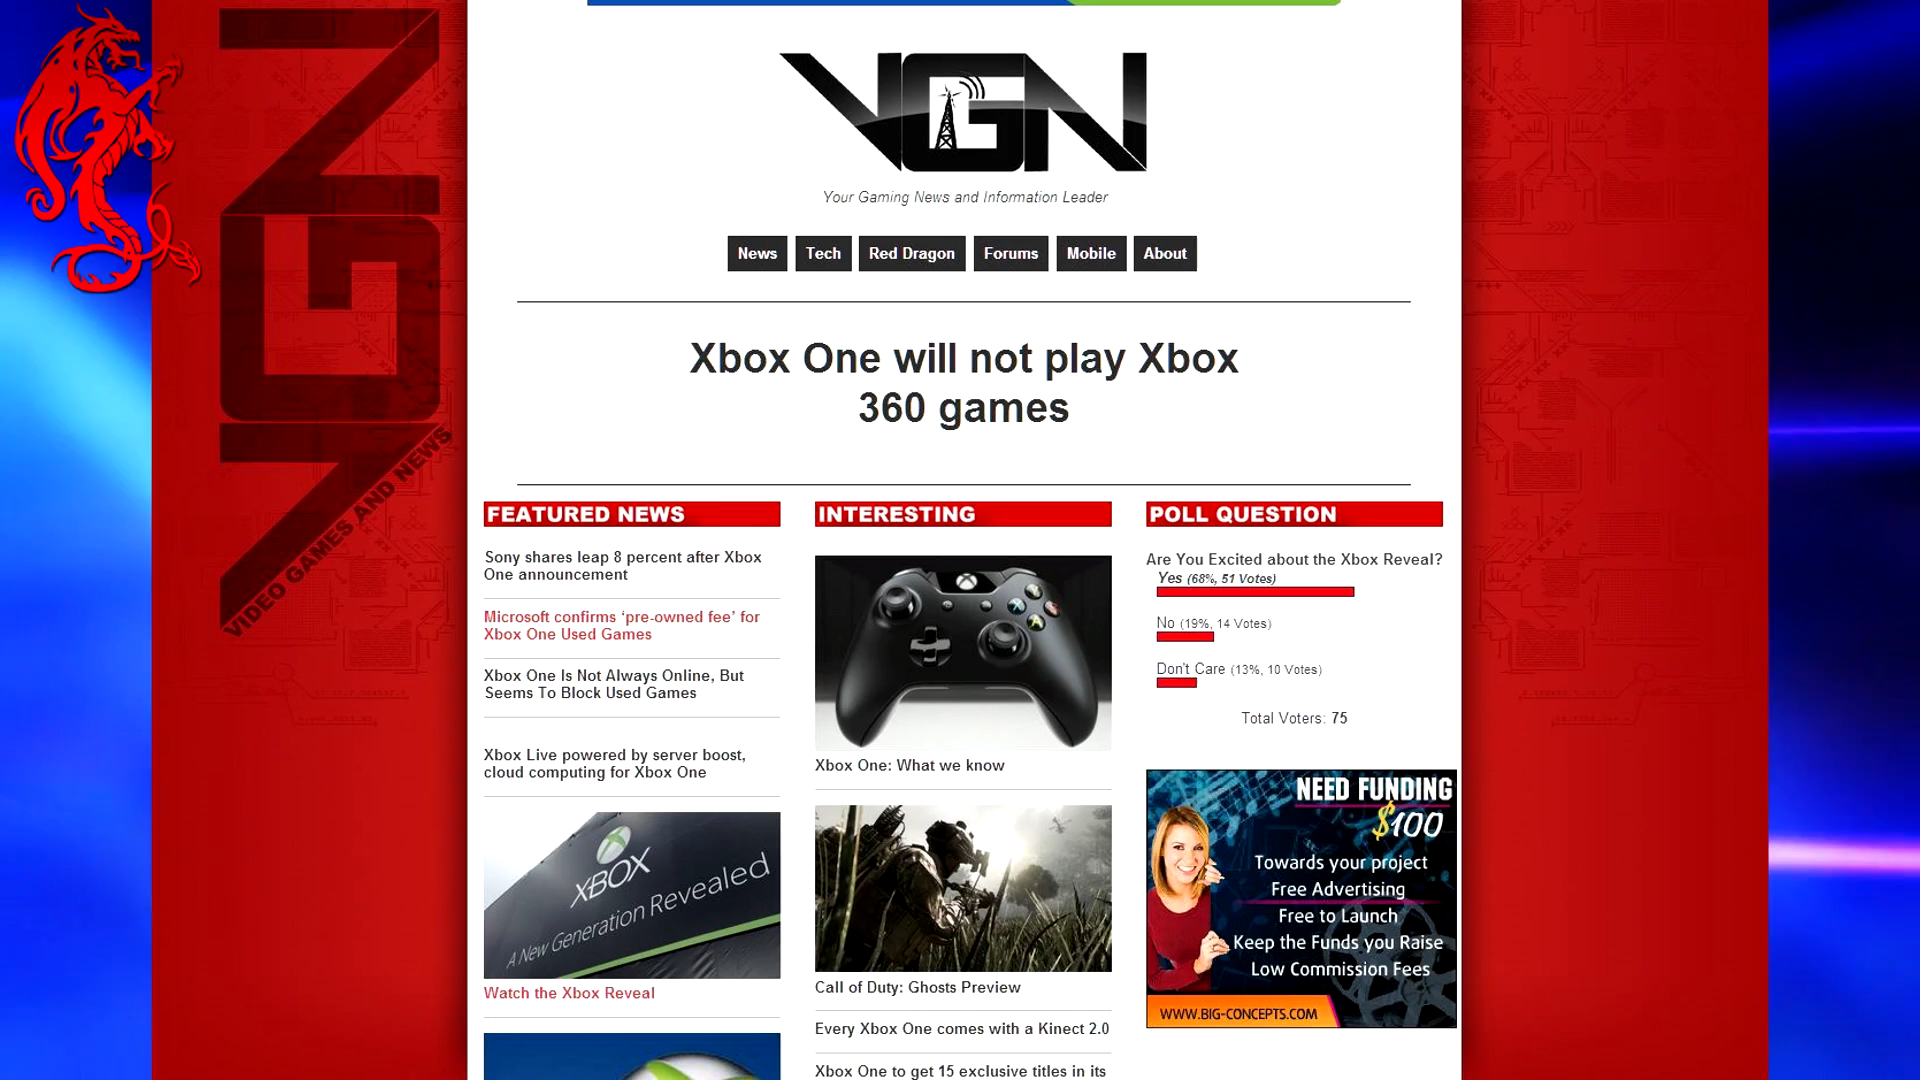 VGN
VIDEO GAMES AND NEWS
VGN
Your Gaming News and Information Leader
News Tech Red Dragon Forums Mobile About
Xbox One will not play Xbox
360 games
FEATURED NEWS
Sony shares leap 8 percent after Xbox
One announcement
Microsoft confirms ‘pre-owned fee’ for
Xbox One Used Games
Xbox One Is Not Always Online, But
Seems To Block Used Games
Xbox Live powered by server boost,
cloud computing for Xbox One
XBOX
A New Generation Revealed
Watch the Xbox Reveal
INTERESTING
X
Y
A
Xbox One: What we know
Call of Duty: Ghosts Preview
Every Xbox One comes with a Kinect 2.0
Xbox One to get 15 exclusive titles in its
POLL QUESTION
Are You Excited about the Xbox Reveal?
Yes (68%, 51 Votes)
No (19%, 14 Votes)
Don't Care (13%, 10 Votes)
Total Voters: 75
NEED FUNDING
$100
Towards your project
Free Advertising
Free to Launch
Keep the Funds you Raise
Low Commission Fees
WWW.BIG-CONCEPTS.COM